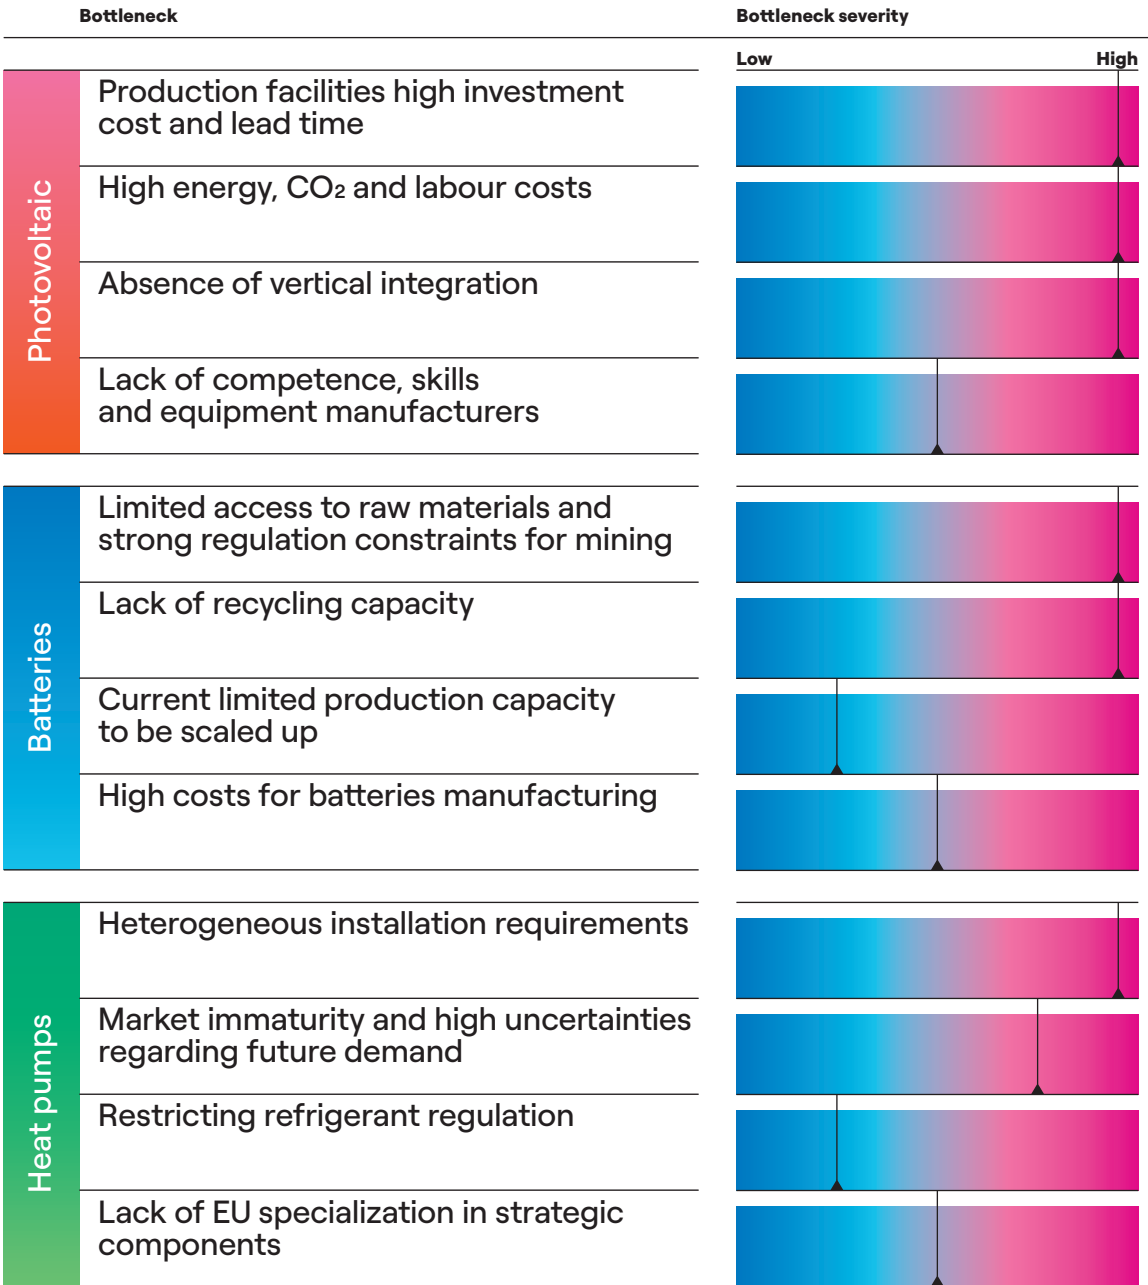 Bottleneck
Bottleneck severity
Low
High
Photovoltaic
Production facilities high investment
cost and lead time
High energy, CO₂ and labour costs
Absence of vertical integration
Lack of competence, skills
and equipment manufacturers
Batteries
Limited access to raw materials and
strong regulation constraints for mining
Lack of recycling capacity
Current limited production capacity
to be scaled up
High costs for batteries manufacturing
Heat pumps
Heterogeneous installation requirements
Market immaturity and high uncertainties
regarding future demand
Restricting refrigerant regulation
Lack of EU specialization in strategic
components